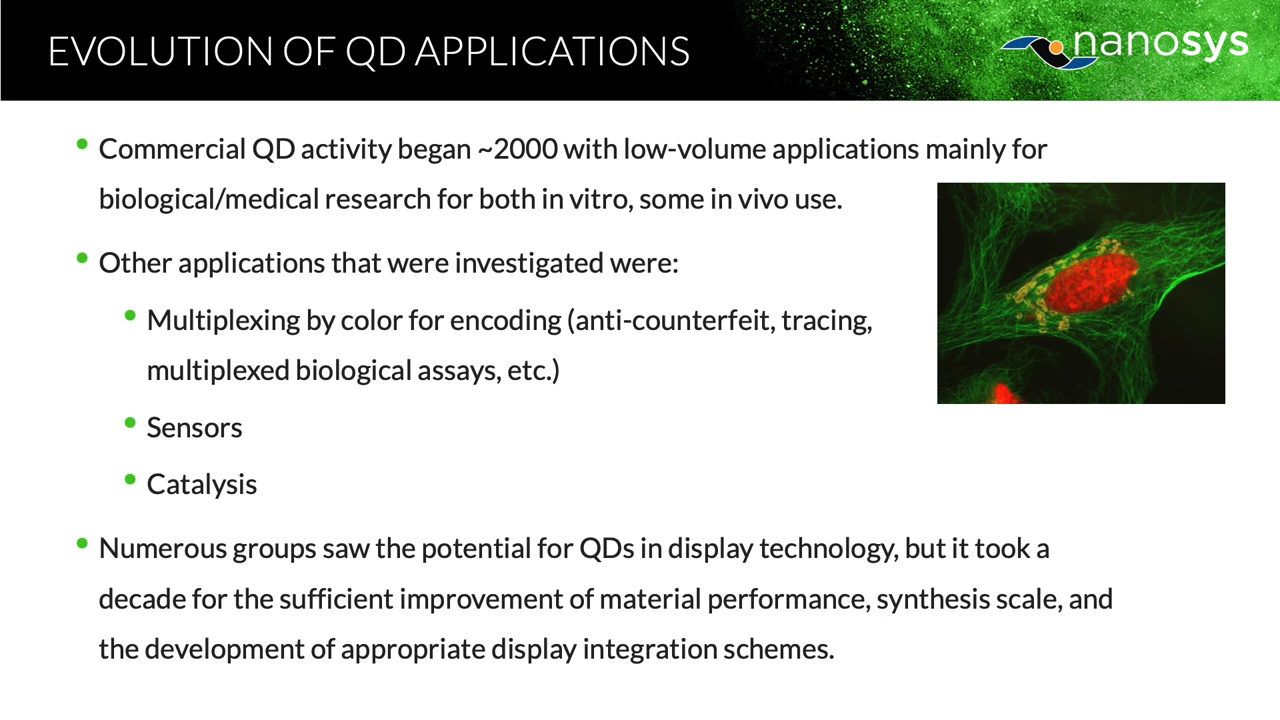 EVOLUTION OF QD APPLICATIONS
nanosys
• Commercial QD activity began ~2000 with low-volume applications mainly for
biological/medical research for both in vitro, some in vivo use.
• Other applications that were investigated were:
• Multiplexing by color for encoding (anti-counterfeit, tracing,
multiplexed biological assays, etc.)
• Sensors
• Catalysis
• Numerous groups saw the potential for QDs in display technology, but it took a
decade for the sufficient improvement of material performance, synthesis scale, and
the development of appropriate display integration schemes.